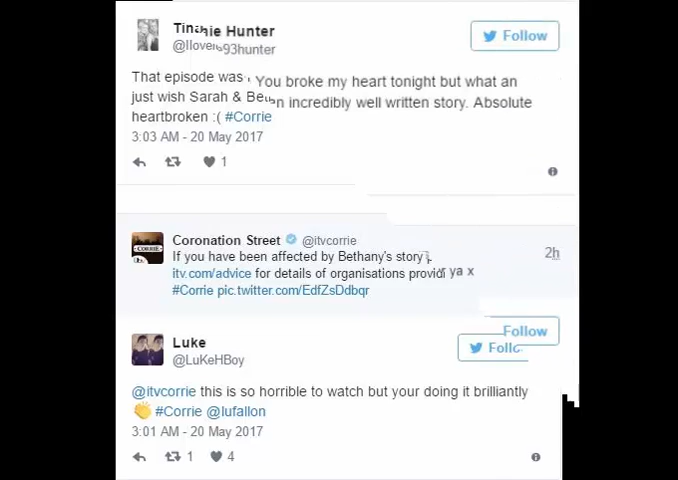 Hunter
Follow
93hunter
That episode was You broke my heart tonight but what an
just wish Sarah & an incredibly well written story. Absolute
heartbroken :( #Corrie
3:03 AM - 20 May 2017
1
Coronation Street @itvcorrie
2h
If you have been affected by Bethany's story
itv.com/advice for details of organisations ya x
#Corrie pic.twitter.com/EdfZsDdbqr
Follow
Luke
@LuKeHBoy
@itvcorrie this is so horrible to watch but your doing it brilliantly
👏 #Corrie @lufallon
3:01 AM - 20 May 2017
1 4